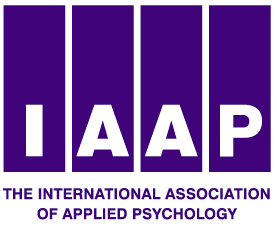 IAAP
THE INTERNATIONAL ASSOCIATION
OF APPLIED PSYCHOLOGY